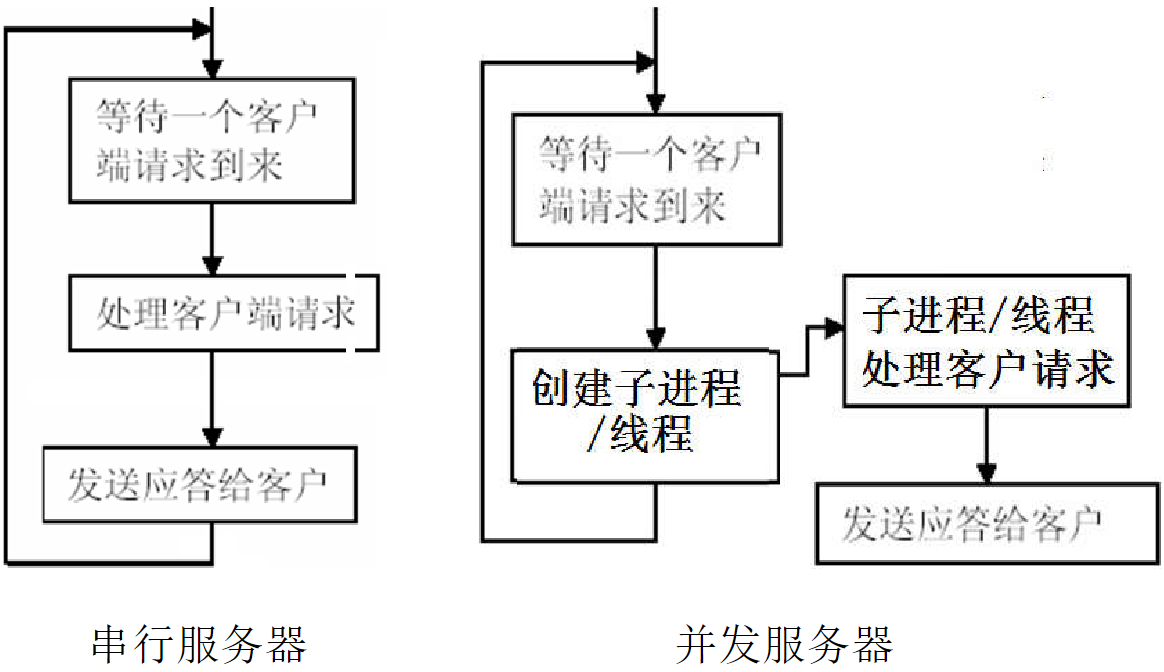 等待一个客户
端请求到来
处理客户端请求
发送应答给客户
串行服务器
等待一个客户
端请求到来
创建子进程
/线程
子进程/线程
处理客户请求
发送应答给客户
并发服务器